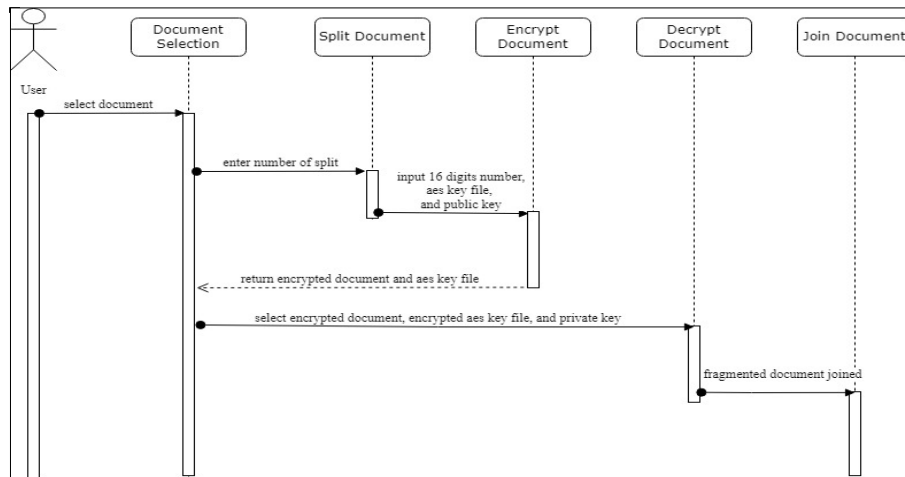 Document
Selection
Split Document
Encrypt
Document
Decrypt
Document
Join Document
User
select document
enter number of split
input 16 digits number,
aes key file,
and public key
return encrypted document and aes key file
select encrypted document, encrypted aes key file, and private key
fragmented document joined